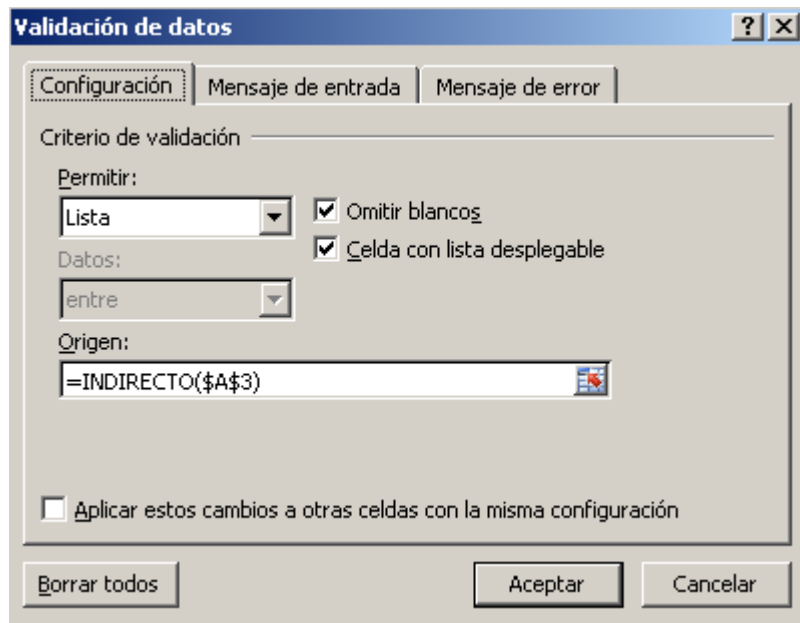 Validación de datos
Configuración Mensaje de entrada Mensaje de error
Criterio de validación
Permitir:
Lista
Omitir blancos
Celda con lista desplegable
Datos:
entre
Origen:
=INDIRECTO($A$3)
Aplicar estos cambios a otras celdas con la misma configuración
Borrar todos Aceptar Cancelar